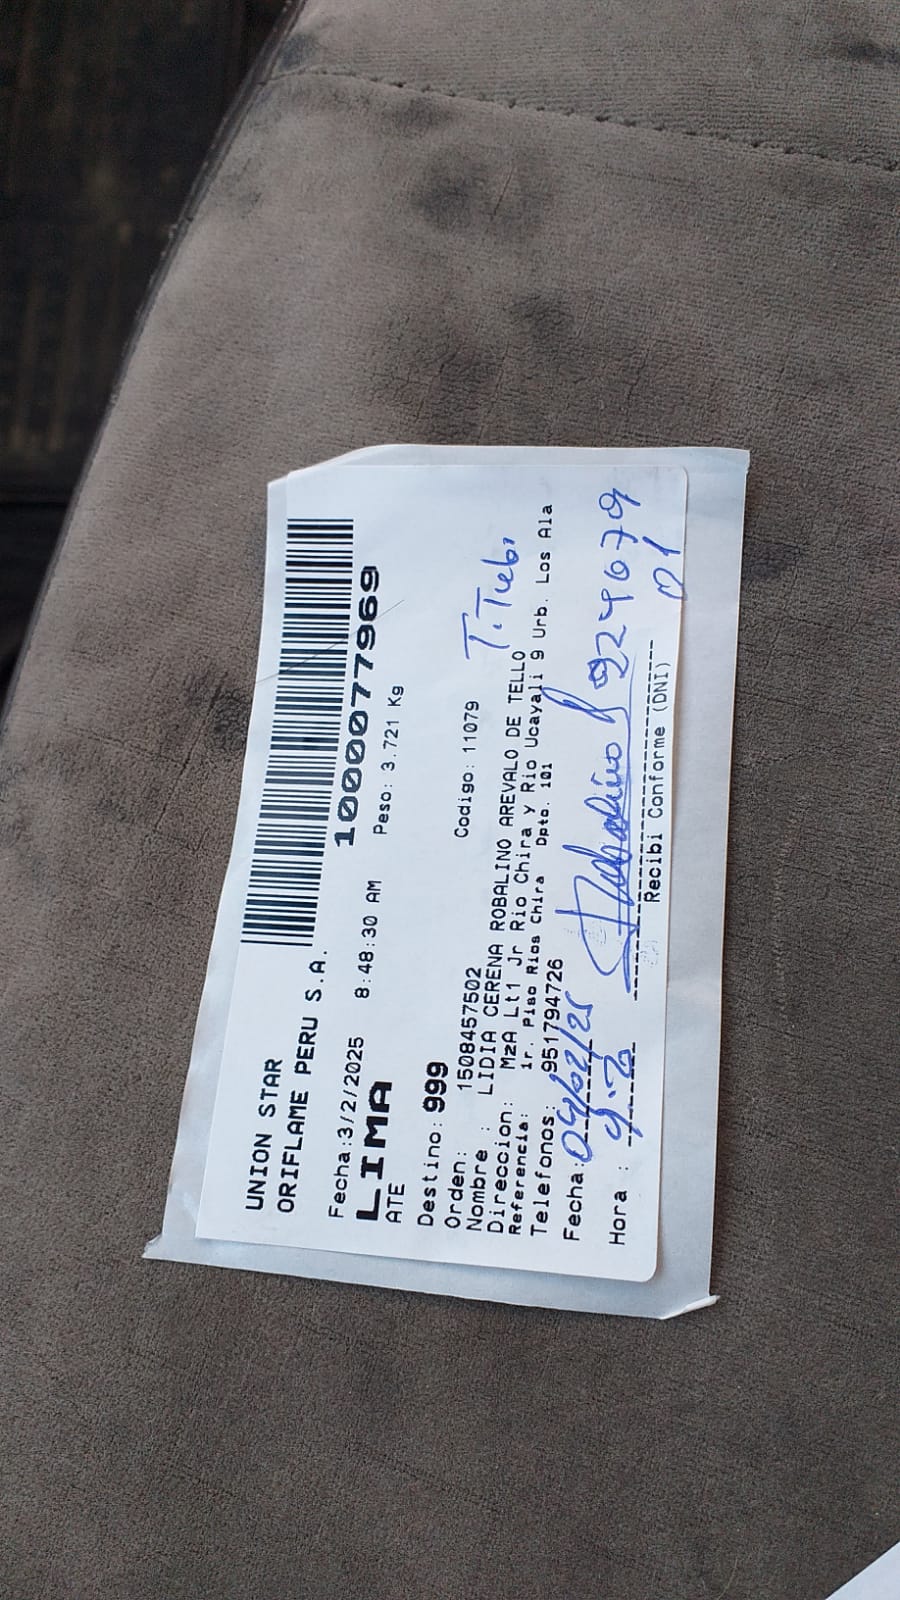 UNION STAR
ORIFLAME PERU S.A.
1000077969
Fecha:3/2/2025 8:48:30 AM Peso: 3.721 Kg
LIMA
ATE
Destino: 999
Orden: 1508457502 Codigo: 11079
Nombre : LIDIA CERENA ROBALINO AREVALO DE TELLO
Direccion: MzA Lt1 Jr Rio Chira y Rio Ucayali 9 Urb. Los Ala
Referencia: 1r. Piso Rios Chira Dpto. 101
Telefonos: 951794726
Fecha: 04/02/25
Hora :
Recibi Conforme (DNI)